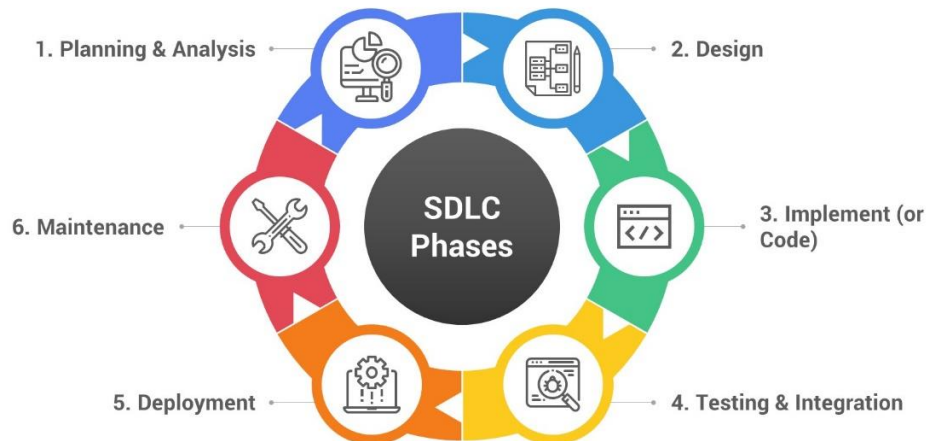 1. Planning & Analysis
2. Design
SDLC
Phases
3. Implement (or
Code)
6. Maintenance
5. Deployment
4. Testing & Integration